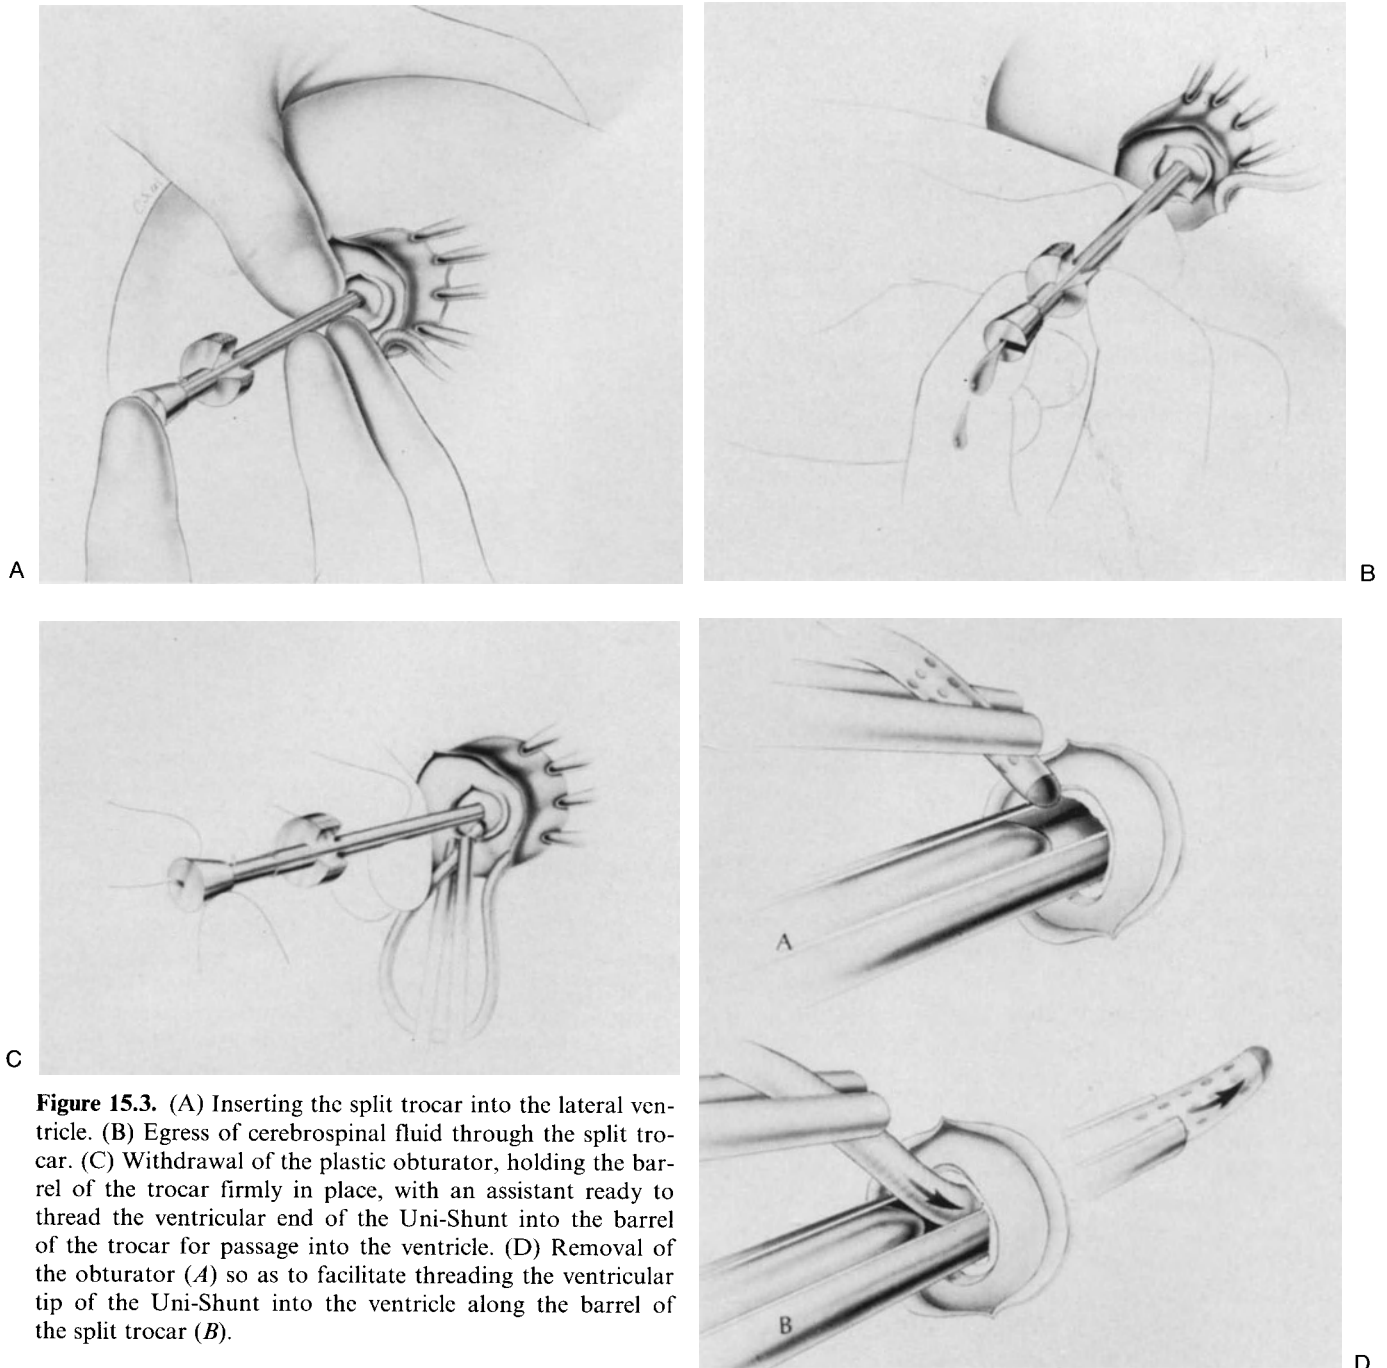 A
B
C
A
B
D
Figure 15.3. (A) Inserting the split trocar into the lateral ven-
tricle. (B) Egress of cerebrospinal fluid through the split tro-
car. (C) Withdrawal of the plastic obturator, holding the bar-
rel of the trocar firmly in place, with an assistant ready to
thread the ventricular end of the Uni-Shunt into the barrel
of the trocar for passage into the ventricle. (D) Removal of
the obturator (A) so as to facilitate threading the ventricular
tip of the Uni-Shunt into the ventricle along the barrel of
the split trocar (B).